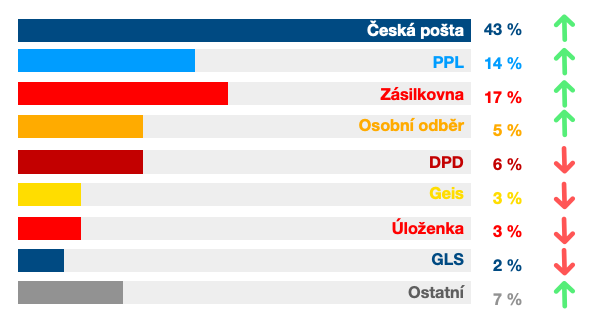 Česká pošta 43 %
PPL 14 %
Zásilkovna 17 %
Osobní odběr 5 %
DPD 6 %
Geis 3 %
Úloženka 3 %
GLS 2 %
Ostatní 7 %